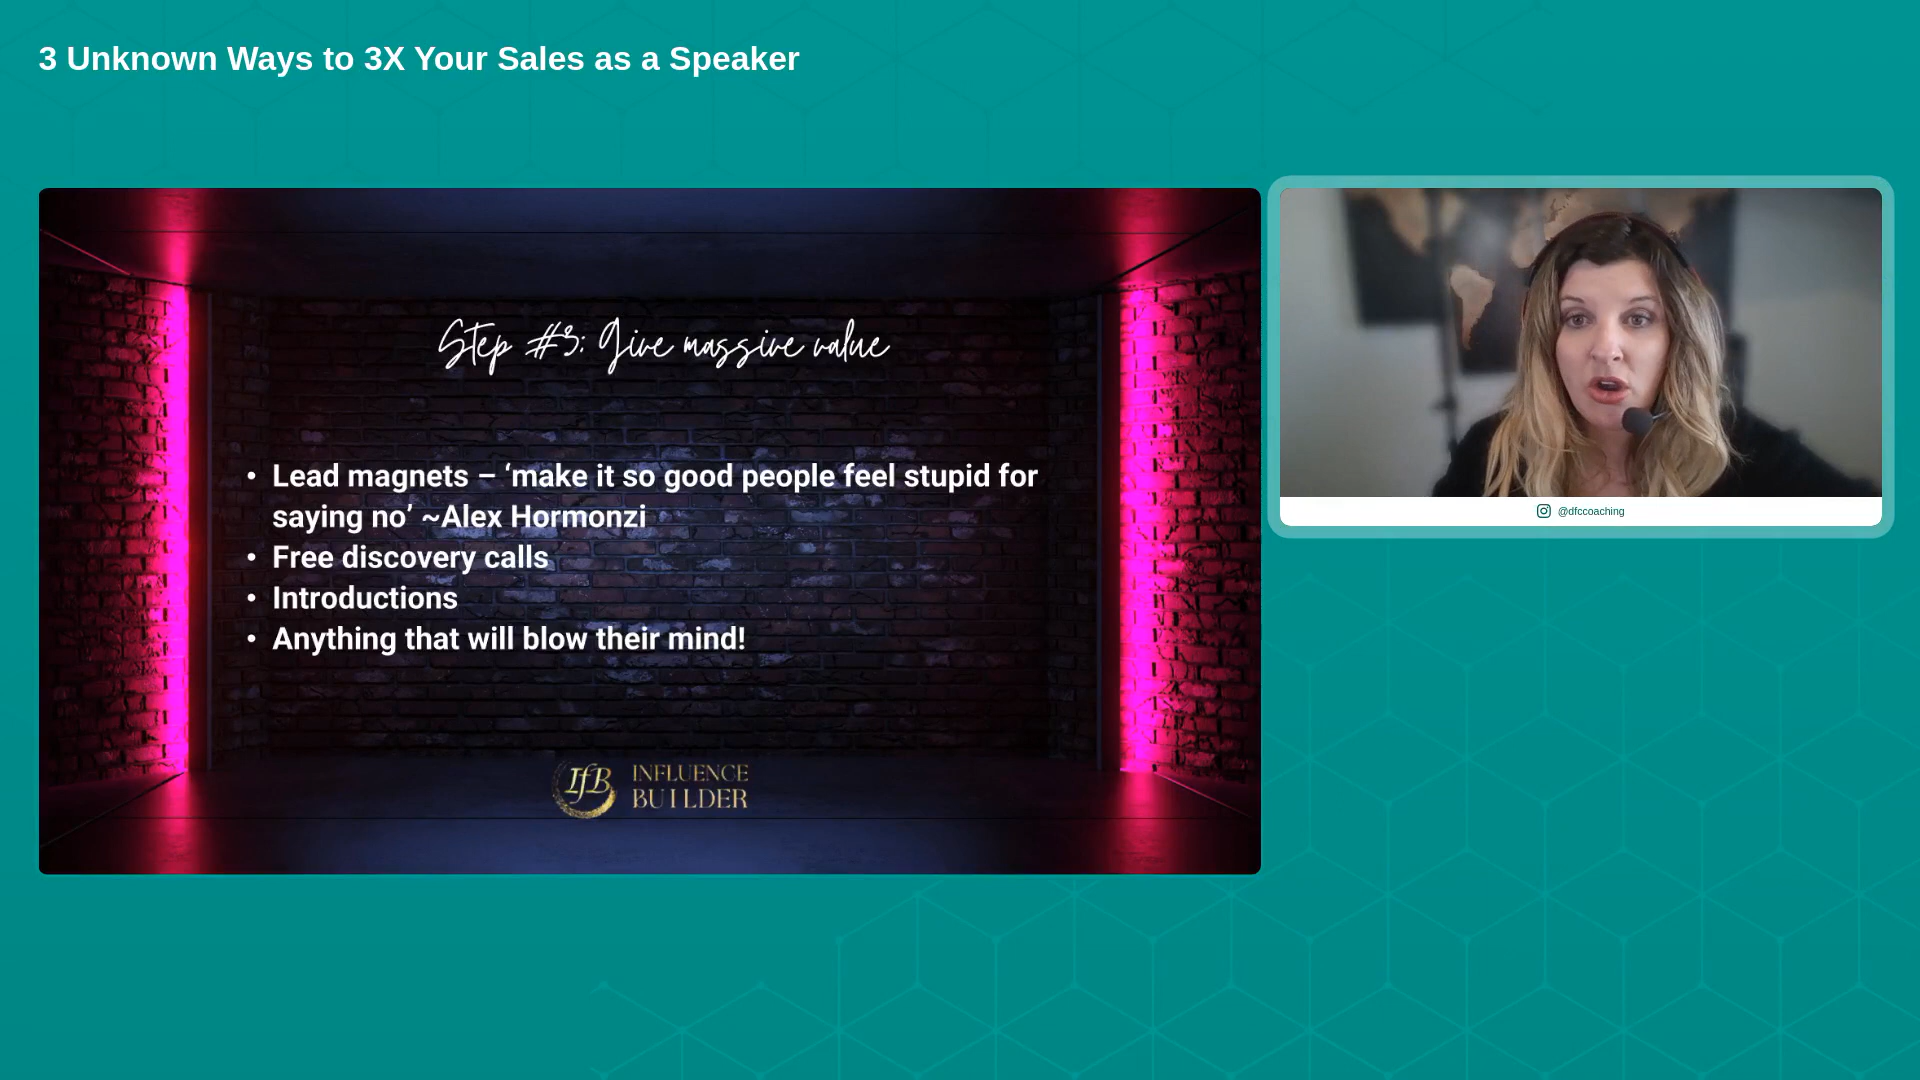 3 Unknown Ways to 3X Your Sales as a Speaker
Step #3: Give massive value
• Lead magnets – ‘make it so good people feel stupid for
saying no’ ~Alex Hormonzi
• Free discovery calls
• Introductions
• Anything that will blow their mind!
IfB INFLUENCE
BUILDER
@dfccoaching